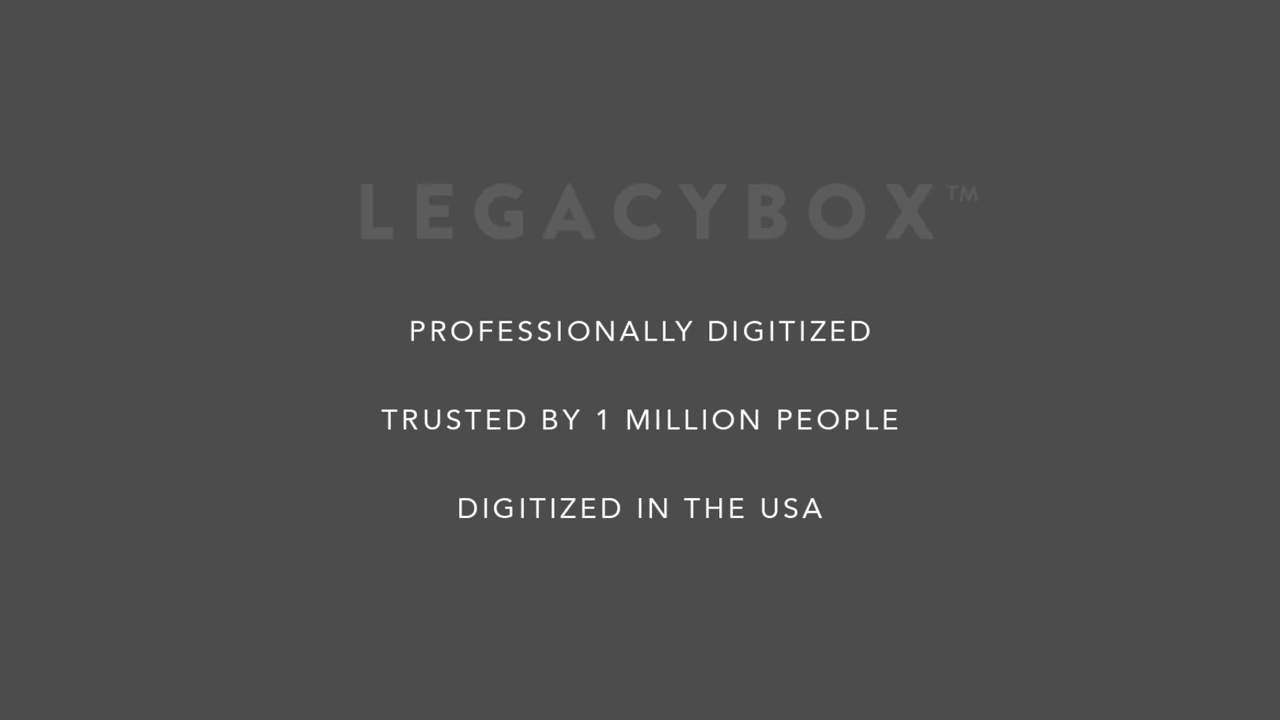 LEGACYBOX™
PROFESSIONALLY DIGITIZED
TRUSTED BY 1 MILLION PEOPLE
DIGITIZED IN THE USA